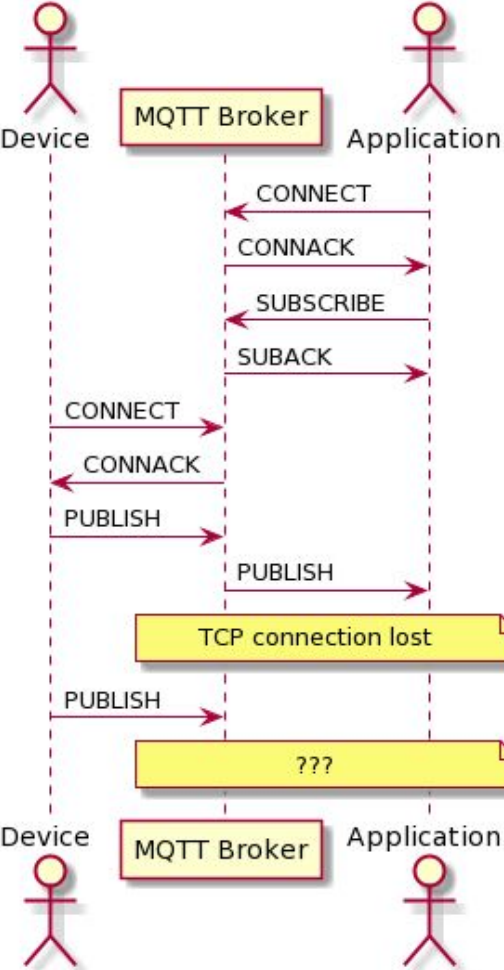 Device
MQTT Broker
Application
CONNECT
CONNACK
SUBSCRIBE
SUBACK
CONNECT
CONNACK
PUBLISH
PUBLISH
TCP connection lost
PUBLISH
???
Device
MQTT Broker
Application